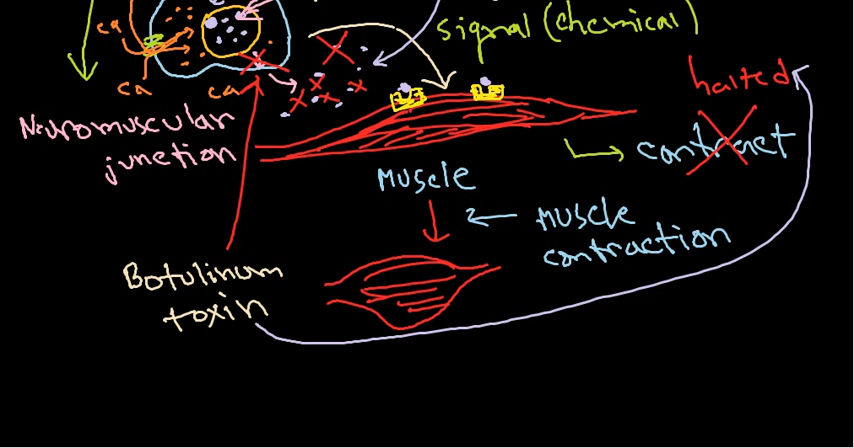 ca
signal (chemical)
ca
ca
halted
Neuromuscular
junction
contract
muscle
muscle
contraction
Botulinum
toxin